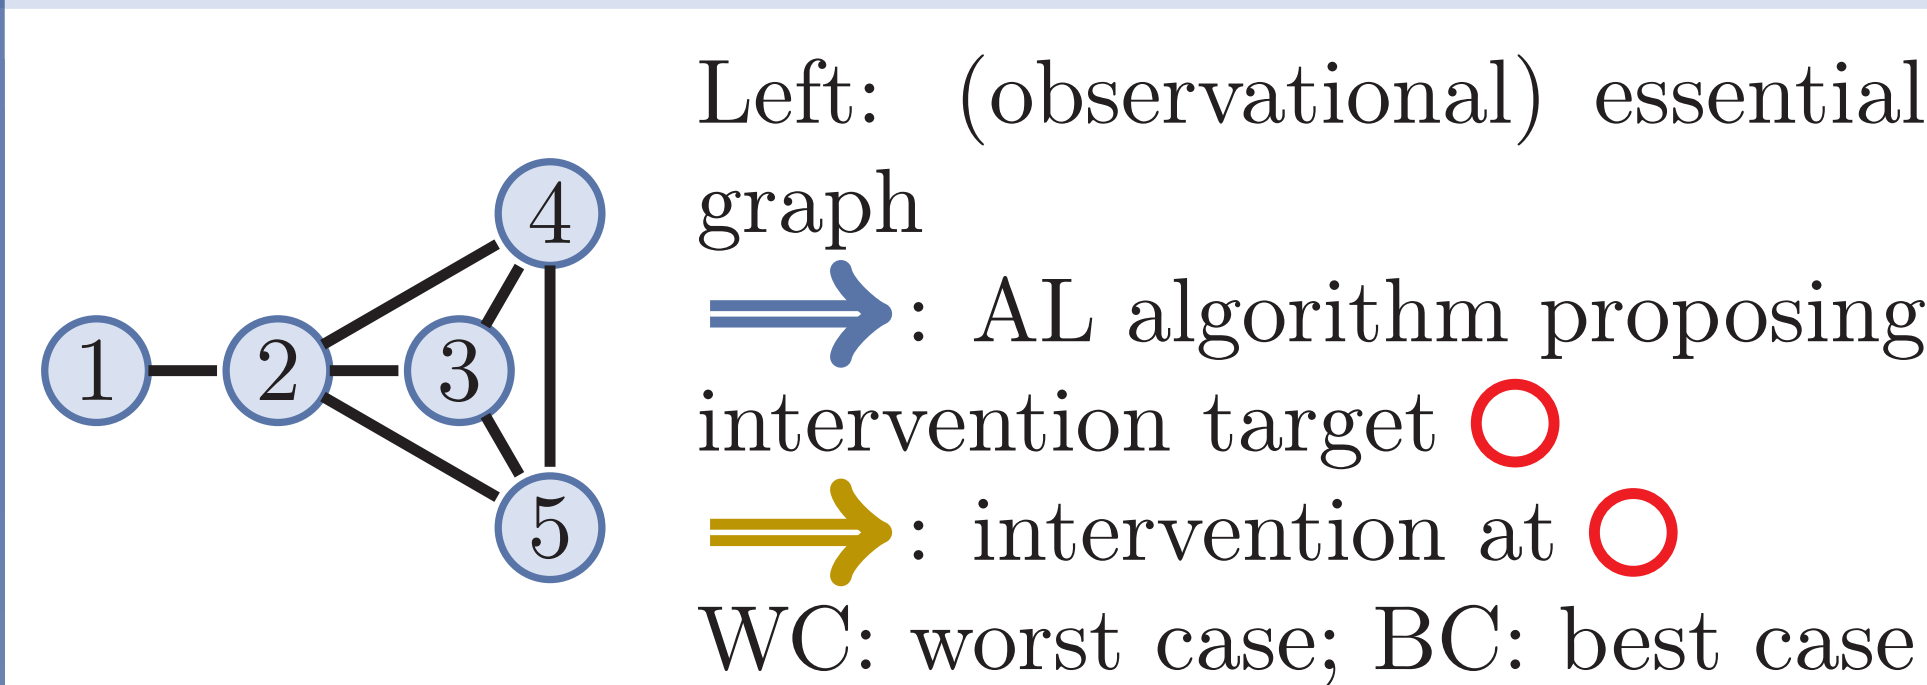 Left: (observational) essential
graph
: AL algorithm proposing
intervention target
: intervention at
WC: worst case; BC: best case
4
1 2 3
5